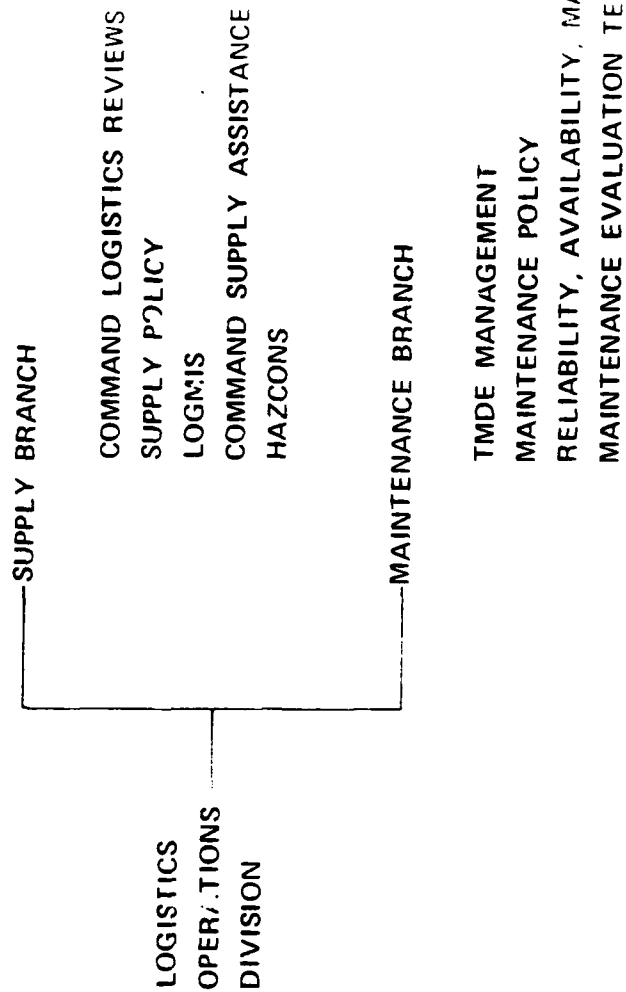 LOGISTICS
OPERATIONS
DIVISION
SUPPLY BRANCH
COMMAND LOGISTICS REVIEWS
SUPPLY POLICY
LOGMIS
COMMAND SUPPLY ASSISTANCE
HAZCONS
MAINTENANCE BRANCH
TMDE MANAGEMENT
MAINTENANCE POLICY
RELIABILITY, AVAILABILITY,
MAINTENANCE EVALUATION